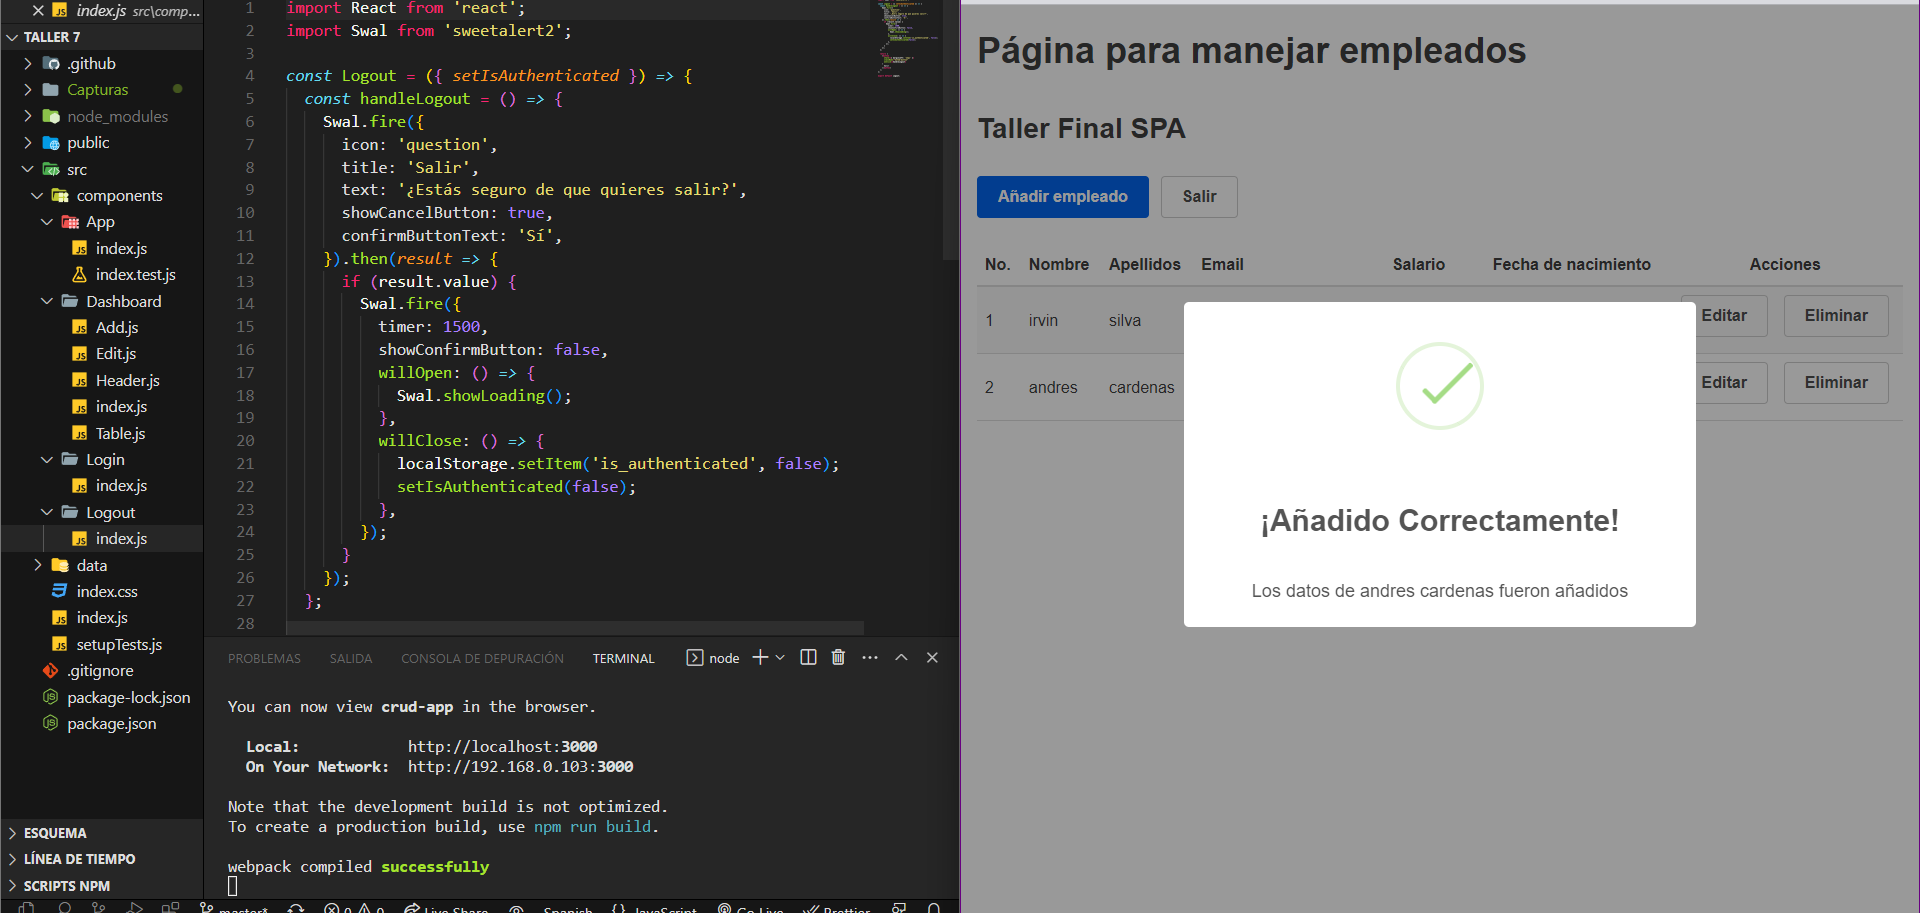 index.js src\comp...
TALLER 7
.github
Capturas
node_modules
public
src
components
App
index.js
index.test.js
Dashboard
Add.js
Edit.js
Header.js
index.js
Table.js
Login
index.js
Logout
index.js
data
index.css
index.js
setupTests.js
.gitignore
package-lock.json
package.json
ESQUEMA
LÍNEA DE TIEMPO
SCRIPTS NPM
1 import React from 'react';
2 import Swal from 'sweetalert2';
3
4 const Logout = ({ setIsAuthenticated }) => {
5 const handleLogout = () => {
6 Swal.fire({
7 icon: 'question',
8 title: 'Salir',
9 text: '¿Estás seguro de que quieres salir?',
10 showCancelButton: true,
11 confirmButtonText: 'Sí',
12 }).then(result => {
13 if (result.value) {
14 Swal.fire({
15 timer: 1500,
16 showConfirmButton: false,
17 willOpen: () => {
18 Swal.showLoading();
19 },
20 willClose: () => {
21 localStorage.setItem('is_authenticated', false);
22 setIsAuthenticated(false);
23 },
24 });
25 }
26 });
27 };
28
PROBLEMAS SALIDA CONSOLA DE DEPURACIÓN TERMINAL node
You can now view crud-app in the browser.
Local: http://localhost:3000
On Your Network: http://192.168.0.103:3000
Note that the development build is not optimized.
To create a production build, use npm run build.
webpack compiled successfully
master* 0 0 Live Share Spanish {} JavaScript Go Live Prettier
Página para manejar empleados
Taller Final SPA
Añadir empleado Salir
No. Nombre Apellidos Email Salario Fecha de nacimiento Acciones
1 irvin silva Editar Eliminar
2 andres cardenas Editar Eliminar
¡Añadido Correctamente!
Los datos de andres cardenas fueron añadidos